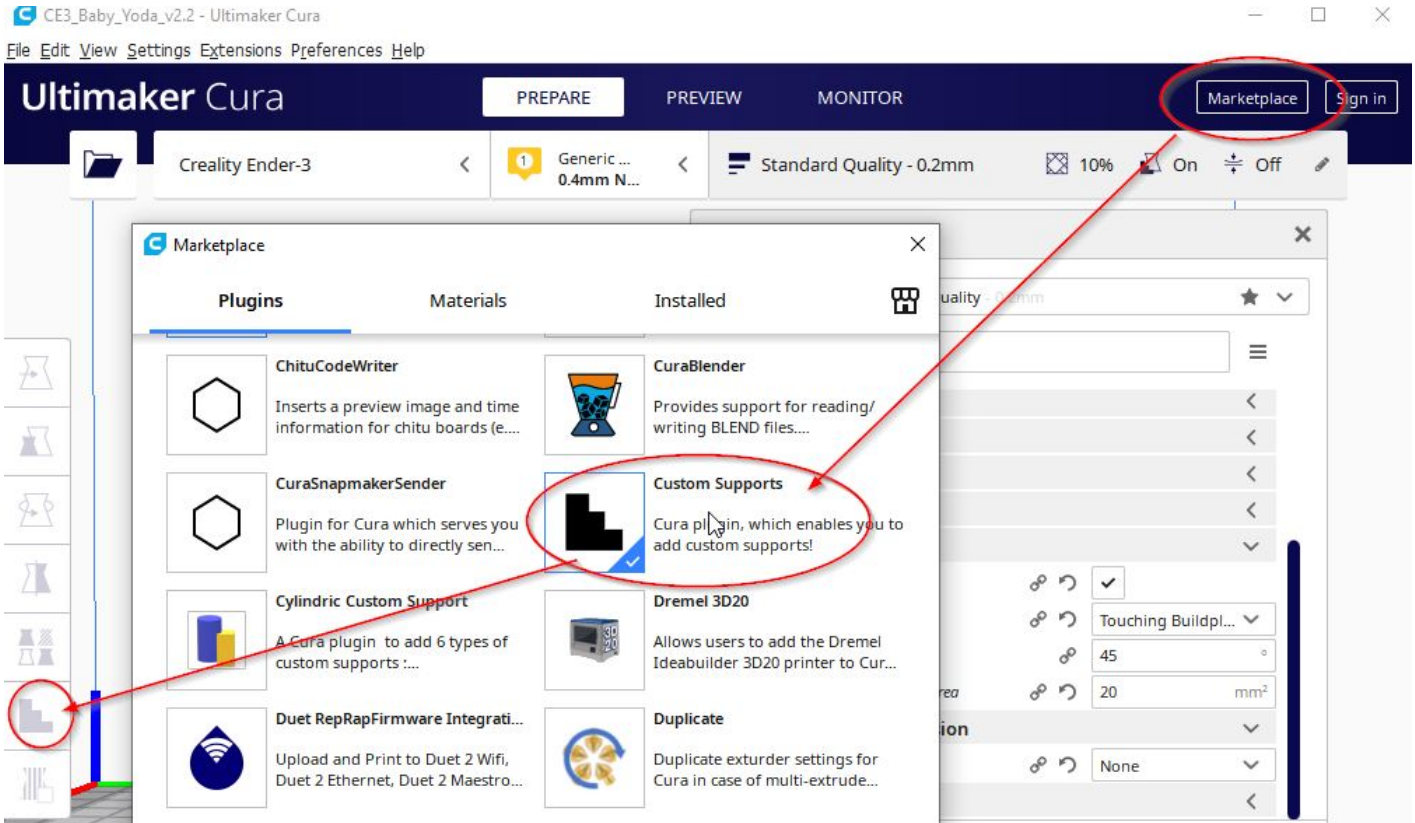 CE3_Baby_Yoda_v2.2 - Ultimaker Cura
File Edit View Settings Extensions Preferences Help
Ultimaker Cura
PREPARE PREVIEW MONITOR
Marketplace
Sign in
Creality Ender-3
1
Generic ...
0.4mm N...
Standard Quality - 0.2mm
10%
On
Off
Marketplace
Plugins
Materials
Installed
ChituCodeWriter
Inserts a preview image and time
information for chitu boards (e....
CuraBlender
Provides support for reading/
writing BLEND files....
CuraSnapmakerSender
Plugin for Cura which serves you
with the ability to directly sen...
Custom Supports
Cura plugin, which enables you to
add custom supports!
Cylindric Custom Support
A Cura plugin to add 6 types of
custom supports :...
Dremel 3D20
3D
20
Allows users to add the Dremel
Ideabuilder 3D20 printer to Cur...
Duet RepRapFirmware Integrati...
Upload and Print to Duet 2 Wifi,
Duet 2 Ethernet, Duet 2 Maestro...
Duplicate
Duplicate exturder settings for
Cura in case of multi-extrude...
uality - 0.2mm
Touching Buildpl...
45 °
rea
20 mm²
ion
None